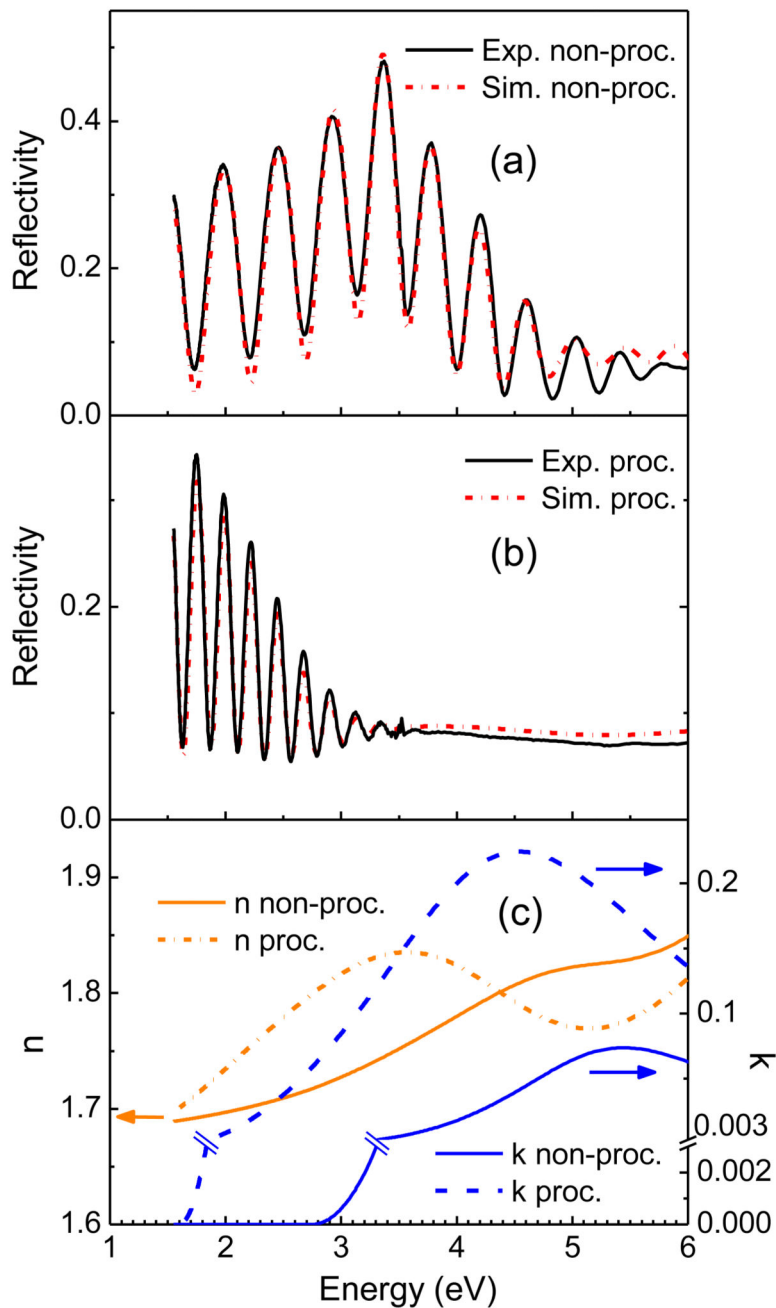 Exp. non-proc.
Sim. non-proc.
0.4
(a)
Reflectivity
0.2
0.0
Exp. proc.
Sim. proc.
(b)
Reflectivity
0.2
0.0
1.9
(c)
0.2
n non-proc.
n proc.
1.8
0.1
n
k
1.7
0.003
k non-proc.
0.002
k proc.
1.6
0.000
1 2 3 4 5 6
Energy (eV)